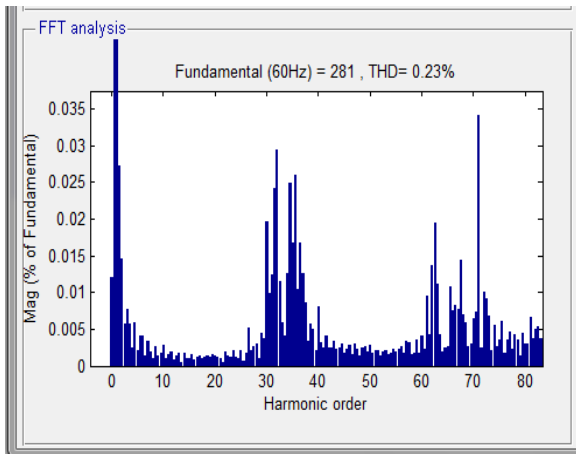 FFT analysis
Fundamental (60Hz) = 281 , THD= 0.23%
0.035
0.03
0.025
0.02
0.015
0.01
0.005
0
Mag (% of Fundamental)
0 10 20 30 40 50 60 70 80
Harmonic order